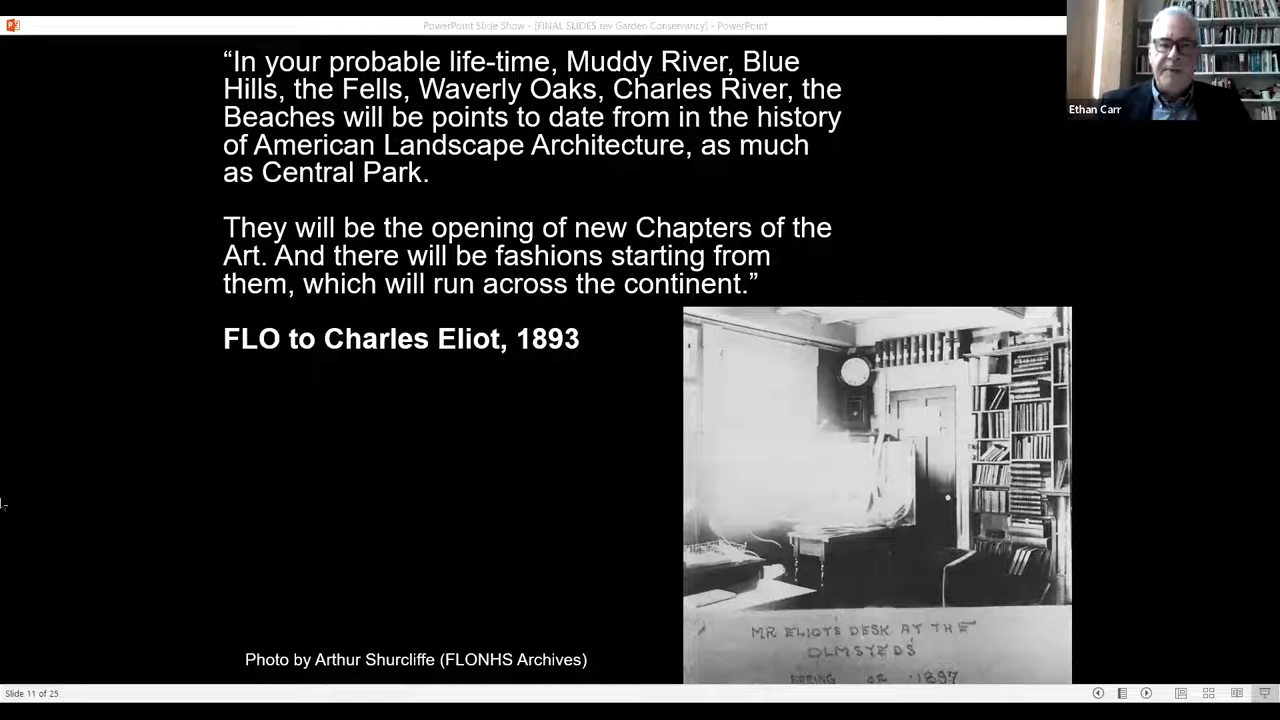 PowerPoint Slide Show - [FINAL SLIDES rev Garden Conservancy] - PowerPoint
Ethan Carr
“In your probable life-time, Muddy River, Blue
Hills, the Fells, Waverly Oaks, Charles River, the
Beaches will be points to date from in the history
of American Landscape Architecture, as much
as Central Park.
They will be the opening of new Chapters of the
Art. And there will be fashions starting from
them, which will run across the continent.”
FLO to Charles Eliot, 1893
MR ELIOT'S DESK AT THE
OLMSTEDS'
SPRING OF 1897
Photo by Arthur Shurcliffe (FLONHS Archives)
Slide 11 of 25